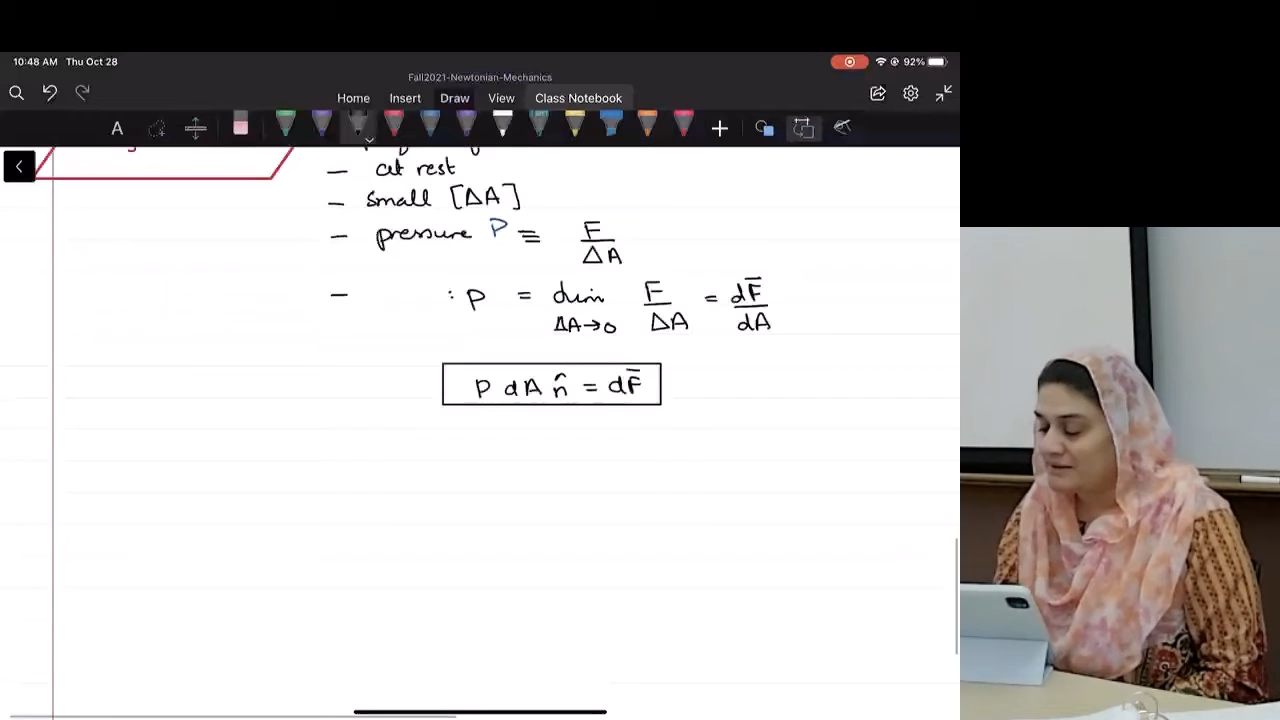 10:48 AM Thu Oct 28
92%
Fall2021-Newtonian-Mechanics
Home Insert Draw View Class Notebook
A
— at rest
— small [ΔA]
— pressure P ≡ F/ΔA
— : P = lim ΔA→0 F/ΔA = dF̄/dA
P dA n̂ = dF̄